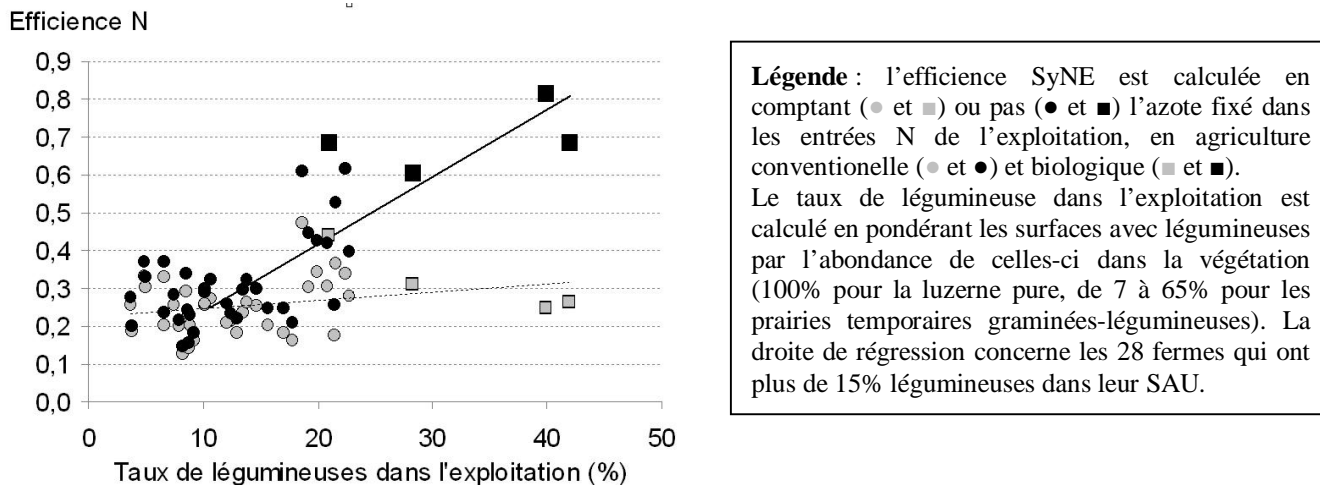 Efficience N
0,9
0,8
0,7
0,6
0,5
0,4
0,3
0,2
0,1
0,0
0
10
20
30
40
50
Taux de légumineuses dans l'exploitation (%)
Légende : l'efficience SyNE est calculée en
comptant (● et ■) ou pas (● et ■) l'azote fixé dans
les entrées N de l'exploitation, en agriculture
conventionelle (● et ●) et biologique (■ et ■).
Le taux de légumineuse dans l'exploitation est
calculé en pondérant les surfaces avec légumineuses
par l'abondance de celles-ci dans la végétation
(100% pour la luzerne pure, de 7 à 65% pour les
prairies temporaires graminées-légumineuses). La
droite de régression concerne les 28 fermes qui ont
plus de 15% légumineuses dans leur SAU.